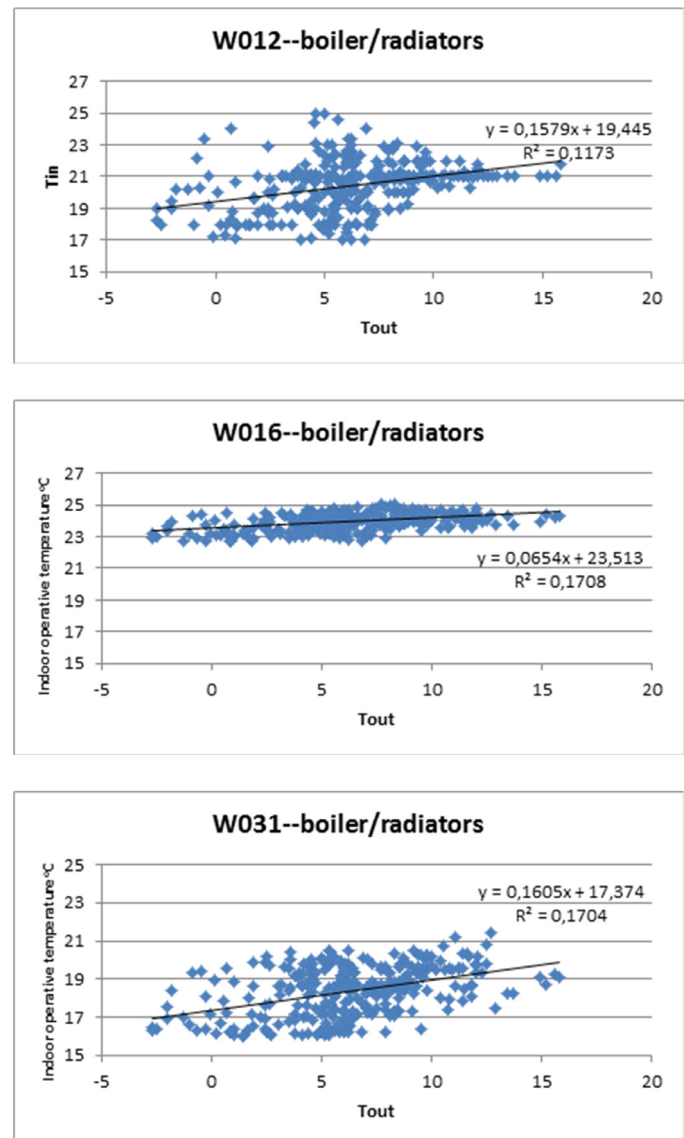 W012--boiler/radiators
27
25
23
21
19
17
15
Tin
y = 0,1579x + 19,445
R² = 0,1173
-5 0 5 10 15 20
Tout
W016--boiler/radiators
27
25
23
21
19
17
15
Indoor operative temperature °C
y = 0,0654x + 23,513
R² = 0,1708
-5 0 5 10 15 20
Tout
W031--boiler/radiators
25
23
21
19
17
15
Indoor operative temperature °C
y = 0,1605x + 17,374
R² = 0,1704
-5 0 5 10 15 20
Tout